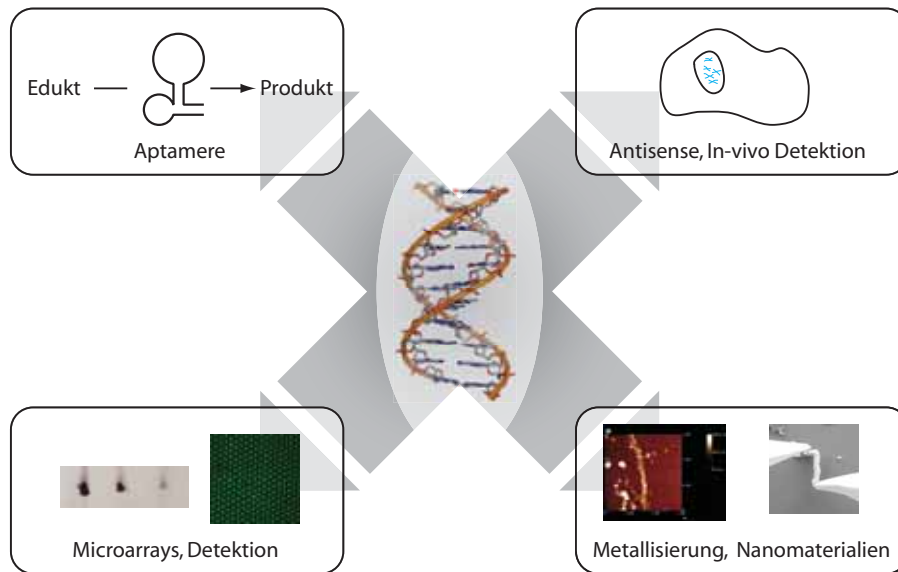 Edukt
Produkt
Aptamere
Antisense, In-vivo Detektion
Microarrays, Detektion
Metallisierung, Nanomaterialien